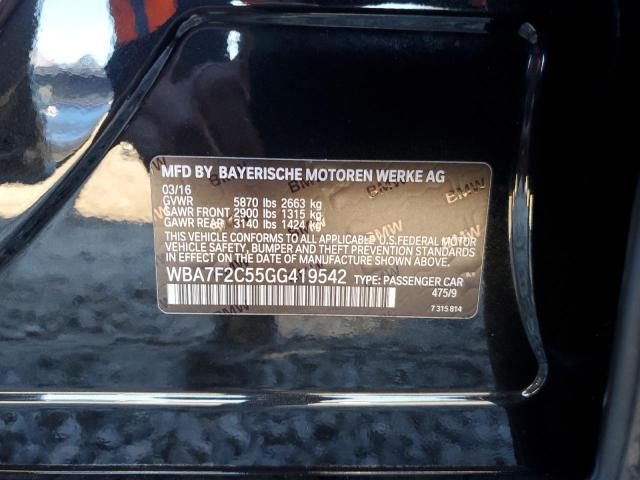 MFD BY BAYERISCHE MOTOREN WERKE AG
03/16
GVWR 5870 lbs 2663 kg
GAWR FRONT 2900 lbs 1315 kg
GAWR REAR 3140 lbs 1424 kg
THIS VEHICLE CONFORMS TO ALL APPLICABLE U.S. FEDERAL MOTOR
VEHICLE SAFETY, BUMPER AND THEFT PREVENTION STANDARDS
IN EFFECT ON THE DATE OF MANUFACTURE SHOWN ABOVE.
WBA7F2C55GG419542 TYPE: PASSENGER CAR
475/9
7 315 814